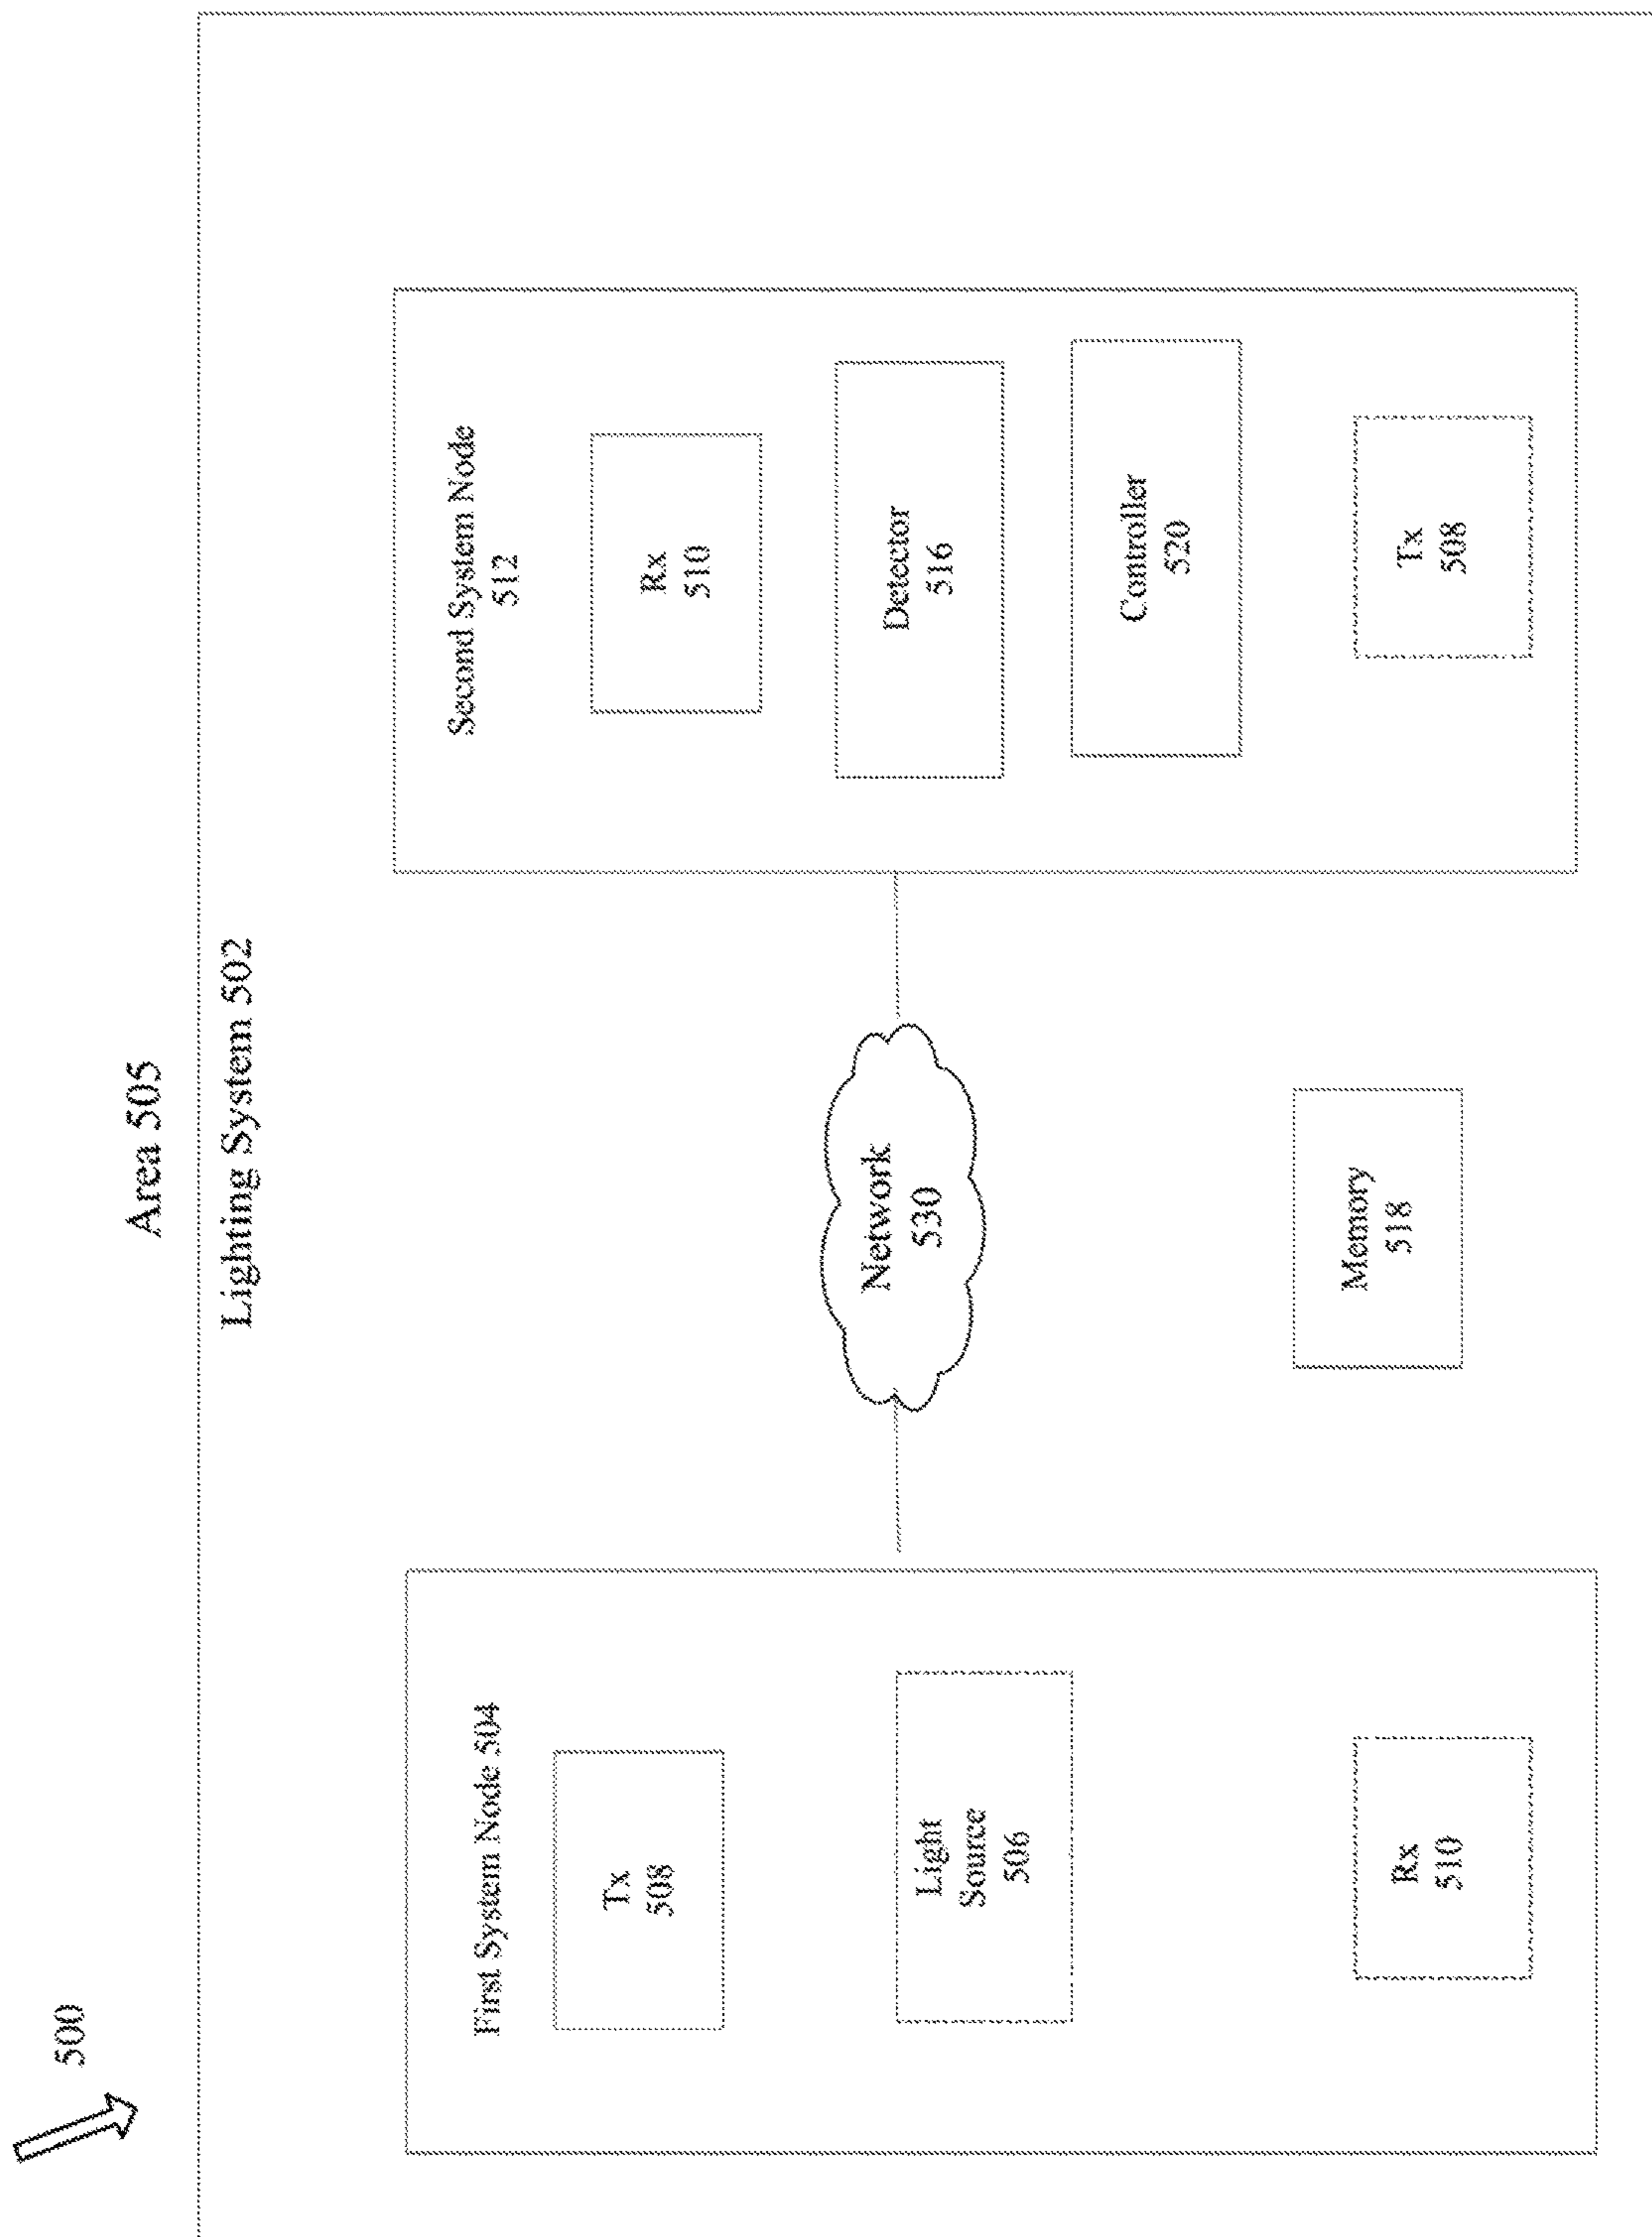 500
Area 505
Lighting System 502
First System Node 504
Tx
508
Light
Source
506
Rx
510
Network
530
Memory
518
Second System Node
512
Rx
510
Detector
516
Controller
520
Tx
508